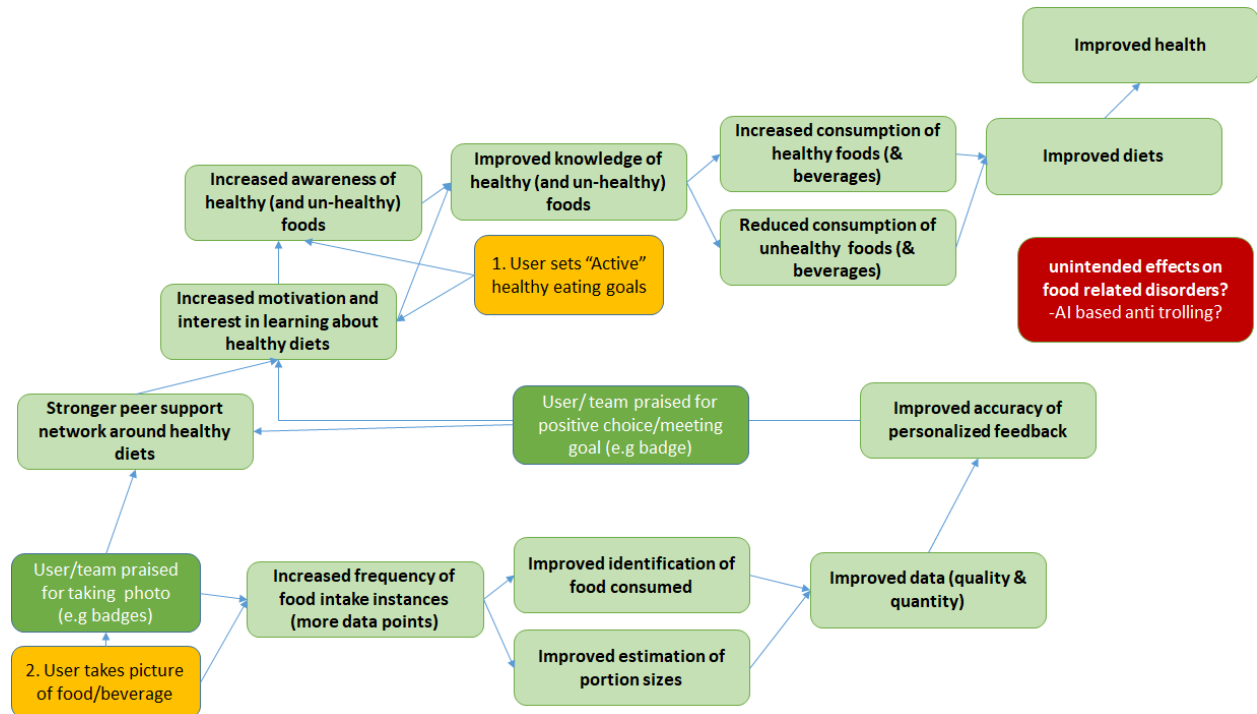 Improved health
Increased consumption of
healthy foods (& beverages)
Improved diets
Improved knowledge of
healthy (and un-healthy)
foods
Increased awareness of
healthy (and un-healthy)
foods
Reduced consumption of
unhealthy foods (& beverages)
1. User sets “Active”
healthy eating goals
unintended effects on
food related disorders?
-AI based anti trolling?
Increased motivation and
interest in learning about
healthy diets
Stronger peer support
network around healthy
diets
User/ team praised for
positive choice/meeting
goal (e.g badge)
Improved accuracy of
personalized feedback
User/team praised
for taking photo
(e.g badges)
Increased frequency of
food intake instances
(more data points)
Improved identification of
food consumed
Improved data (quality &
quantity)
Improved estimation of
portion sizes
2. User takes picture
of food/beverage